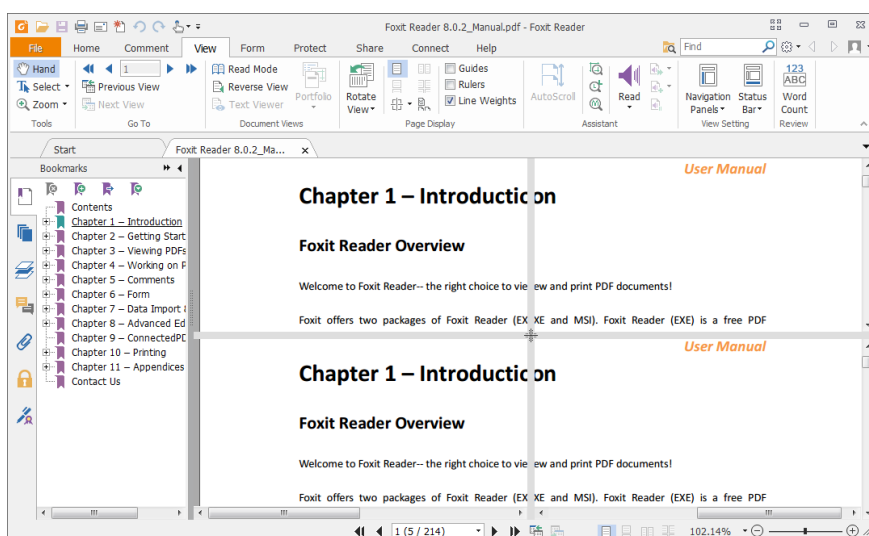 Foxit Reader 8.0.2_Manual.pdf - Foxit Reader
File Home Comment View Form Protect Share Connect Help Find
Hand 1 Read Mode Guides
Select Previous View Reverse View Rulers
Zoom Next View Text Viewer Portfolio Rotate View Line Weights AutoScroll Read Navigation Panels Status Bar 123 ABC Word Count
Tools Go To Document Views Page Display Assistant View Setting Review
Start Foxit Reader 8.0.2_Ma...
Bookmarks
Contents
Chapter 1 – Introduction
Chapter 2 – Getting Start
Chapter 3 – Viewing PDFs
Chapter 4 – Working on P
Chapter 5 – Comments
Chapter 6 – Form
Chapter 7 – Data Import &
Chapter 8 – Advanced Ed
Chapter 9 – ConnectedPD
Chapter 10 – Printing
Chapter 11 – Appendices
Contact Us
User Manual
Chapter 1 – Introductic on
Foxit Reader Overview
Welcome to Foxit Reader-- the right choice to vie ew and print PDF documents!
Foxit offers two packages of Foxit Reader (EX XE and MSI). Foxit Reader (EXE) is a free PDF
User Manual
Chapter 1 – Introductic on
Foxit Reader Overview
Welcome to Foxit Reader-- the right choice to vie ew and print PDF documents!
Foxit offers two packages of Foxit Reader (EX XE and MSI). Foxit Reader (EXE) is a free PDF
1 (5 / 214) 102.14%